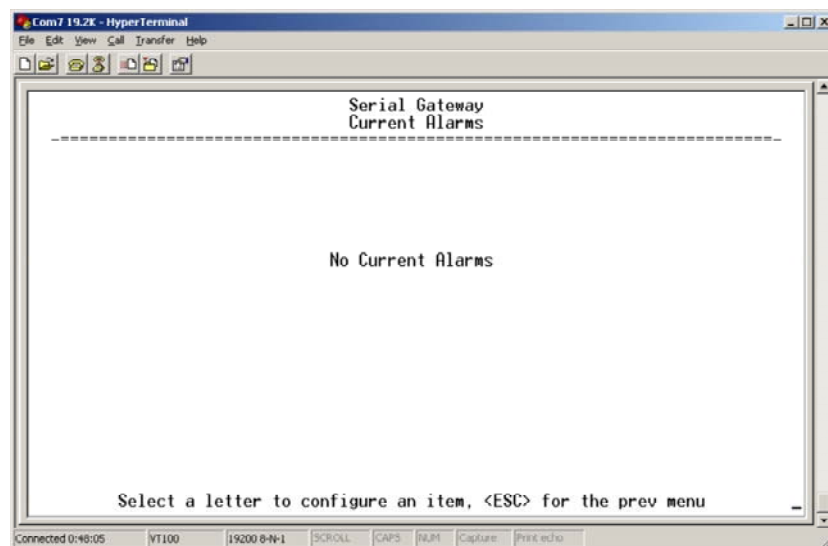 Com7 19.2K - HyperTerminal
File Edit View Call Transfer Help
Serial Gateway
Current Alarms
_==========================================================================_
No Current Alarms
Select a letter to configure an item, <ESC> for the prev menu
Connected 0:48:05 VT100 19200 8-N-1 SCROLL CAPS NUM Capture Print echo